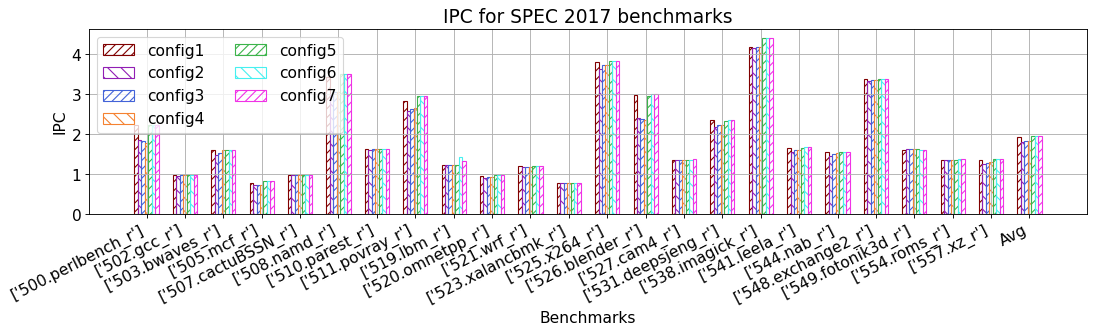 IPC for SPEC 2017 benchmarks
IPC
4
3
2
1
0
config1
config2
config3
config4
config5
config6
config7
['500.perlbench_r']
['502.gcc_r']
['503.bwaves_r']
['505.mcf_r']
['507.cactuBSSN_r']
['508.namd_r']
['510.parest_r']
['511.povray_r']
['519.lbm_r']
['520.omnetpp_r']
['521.wrf_r']
['523.xalancbmk_r']
['525.x264_r']
['526.blender_r']
['527.cam4_r']
['531.deepsjeng_r']
['538.imagick_r']
['541.leela_r']
['544.nab_r']
['548.exchange2_r']
['549.fotonik3d_r']
['554.roms_r']
['557.xz_r']
Avg
Benchmarks